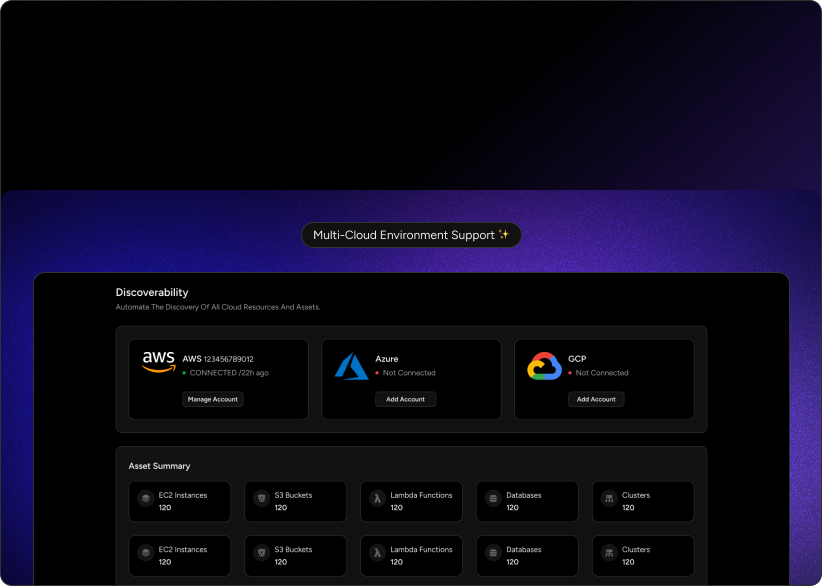 Multi-Cloud Environment Support ✨
Discoverability
Automate The Discovery Of All Cloud Resources And Assets.
aws
AWS 123456789012
CONNECTED /22h ago
Manage Account
Azure
Not Connected
Add Account
GCP
Not Connected
Add Account
Asset Summary
EC2 Instances
120
S3 Buckets
120
Lambda Functions
120
Databases
120
Clusters
120
EC2 Instances
120
S3 Buckets
120
Lambda Functions
120
Databases
120
Clusters
120